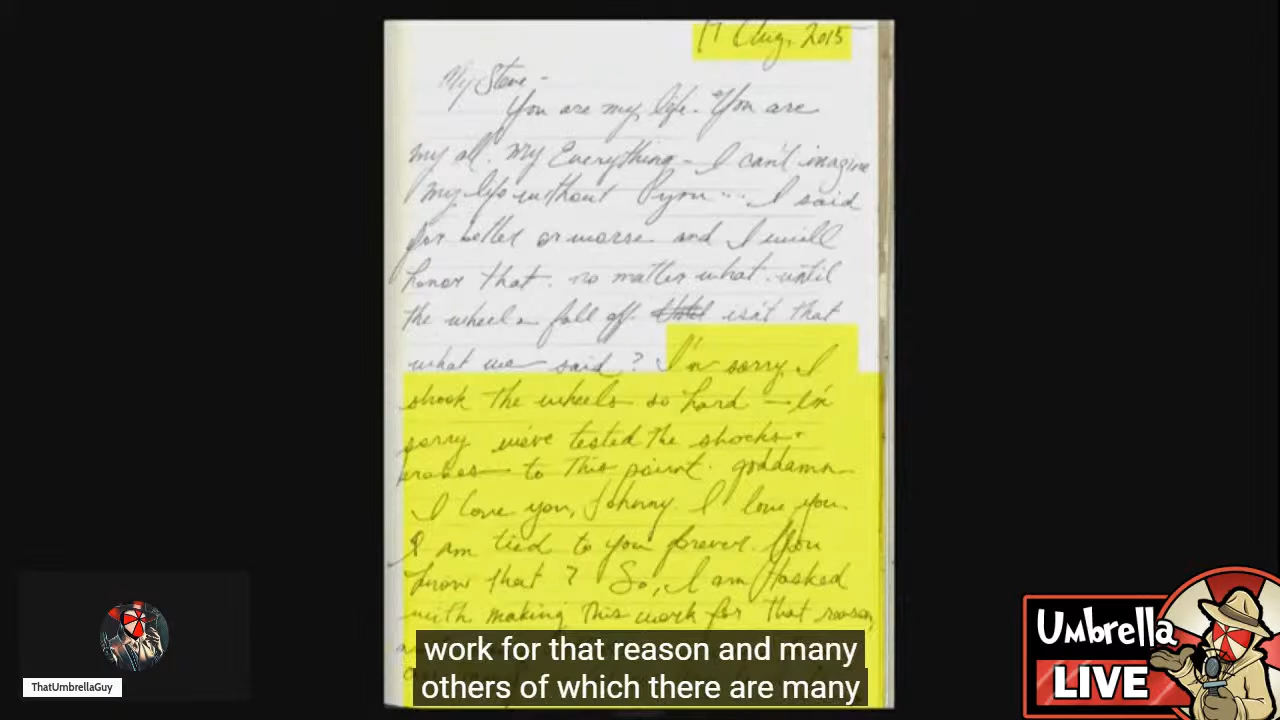 17 Aug, 2015
My Steve -
You are my life. You are
my all. My Everything - I can't imagine
my life without you... I said
for better or worse and I will
honor that. no matter what. until
the wheels fall off. isn't that
what we said? I'm sorry I
shook the wheels so hard — I'm
sorry we've tested the shocks +
brakes — to this point. goddamn
I love you, Johnny. I love you.
I am tied to you forever. You
know that? So, I am tasked
with making this work for that reason,
work for that reason and many
others of which there are many
ThatUmbrellaGuy
Umbrella
LIVE